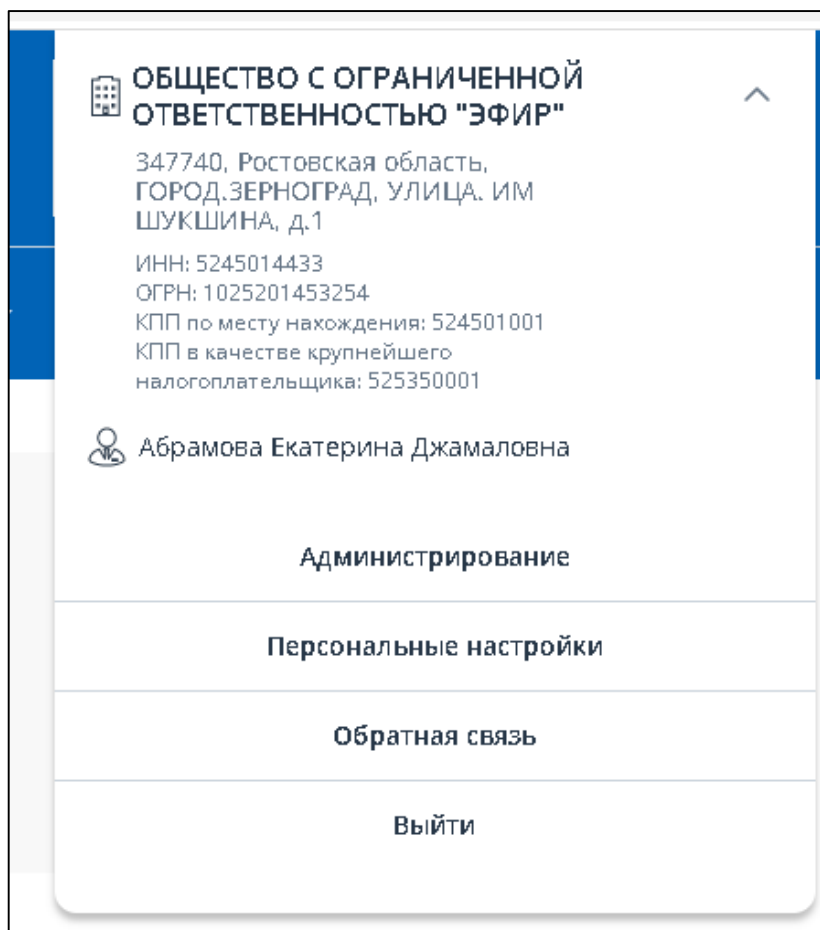 ОБЩЕСТВО С ОГРАНИЧЕННОЙ
ОТВЕТСТВЕННОСТЬЮ "ЭФИР"
347740, Ростовская область,
ГОРОД.ЗЕРНОГРАД, УЛИЦА. ИМ
ШУКШИНА, д.1
ИНН: 5245014433
ОГРН: 1025201453254
КПП по месту нахождения: 524501001
КПП в качестве крупнейшего
налогоплательщика: 525350001
Абрамова Екатерина Джамаловна
Администрирование
Персональные настройки
Обратная связь
Выйти